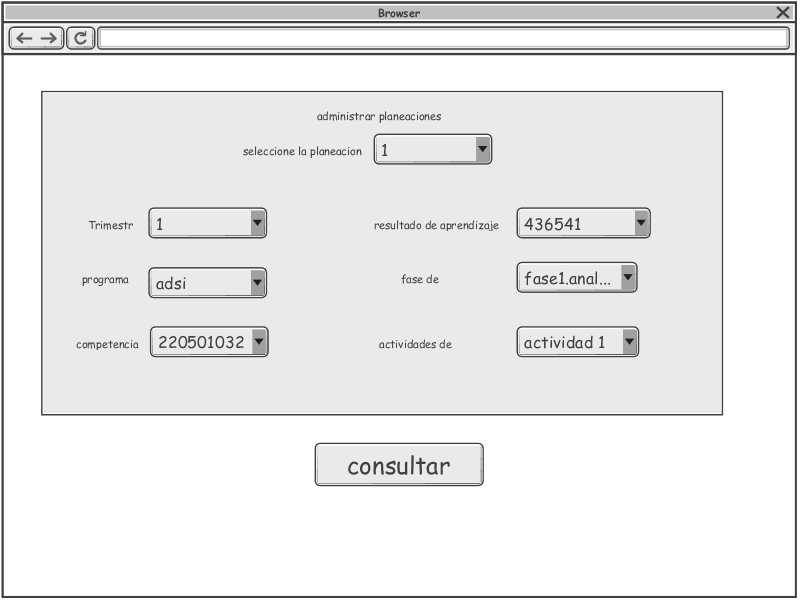 Browser
administrar planeaciones
seleccione la planeacion 1
Trimestr 1 resultado de aprendizaje 436541
programa adsi fase de fase1.anal...
competencia 220501032 actividades de actividad 1
consultar